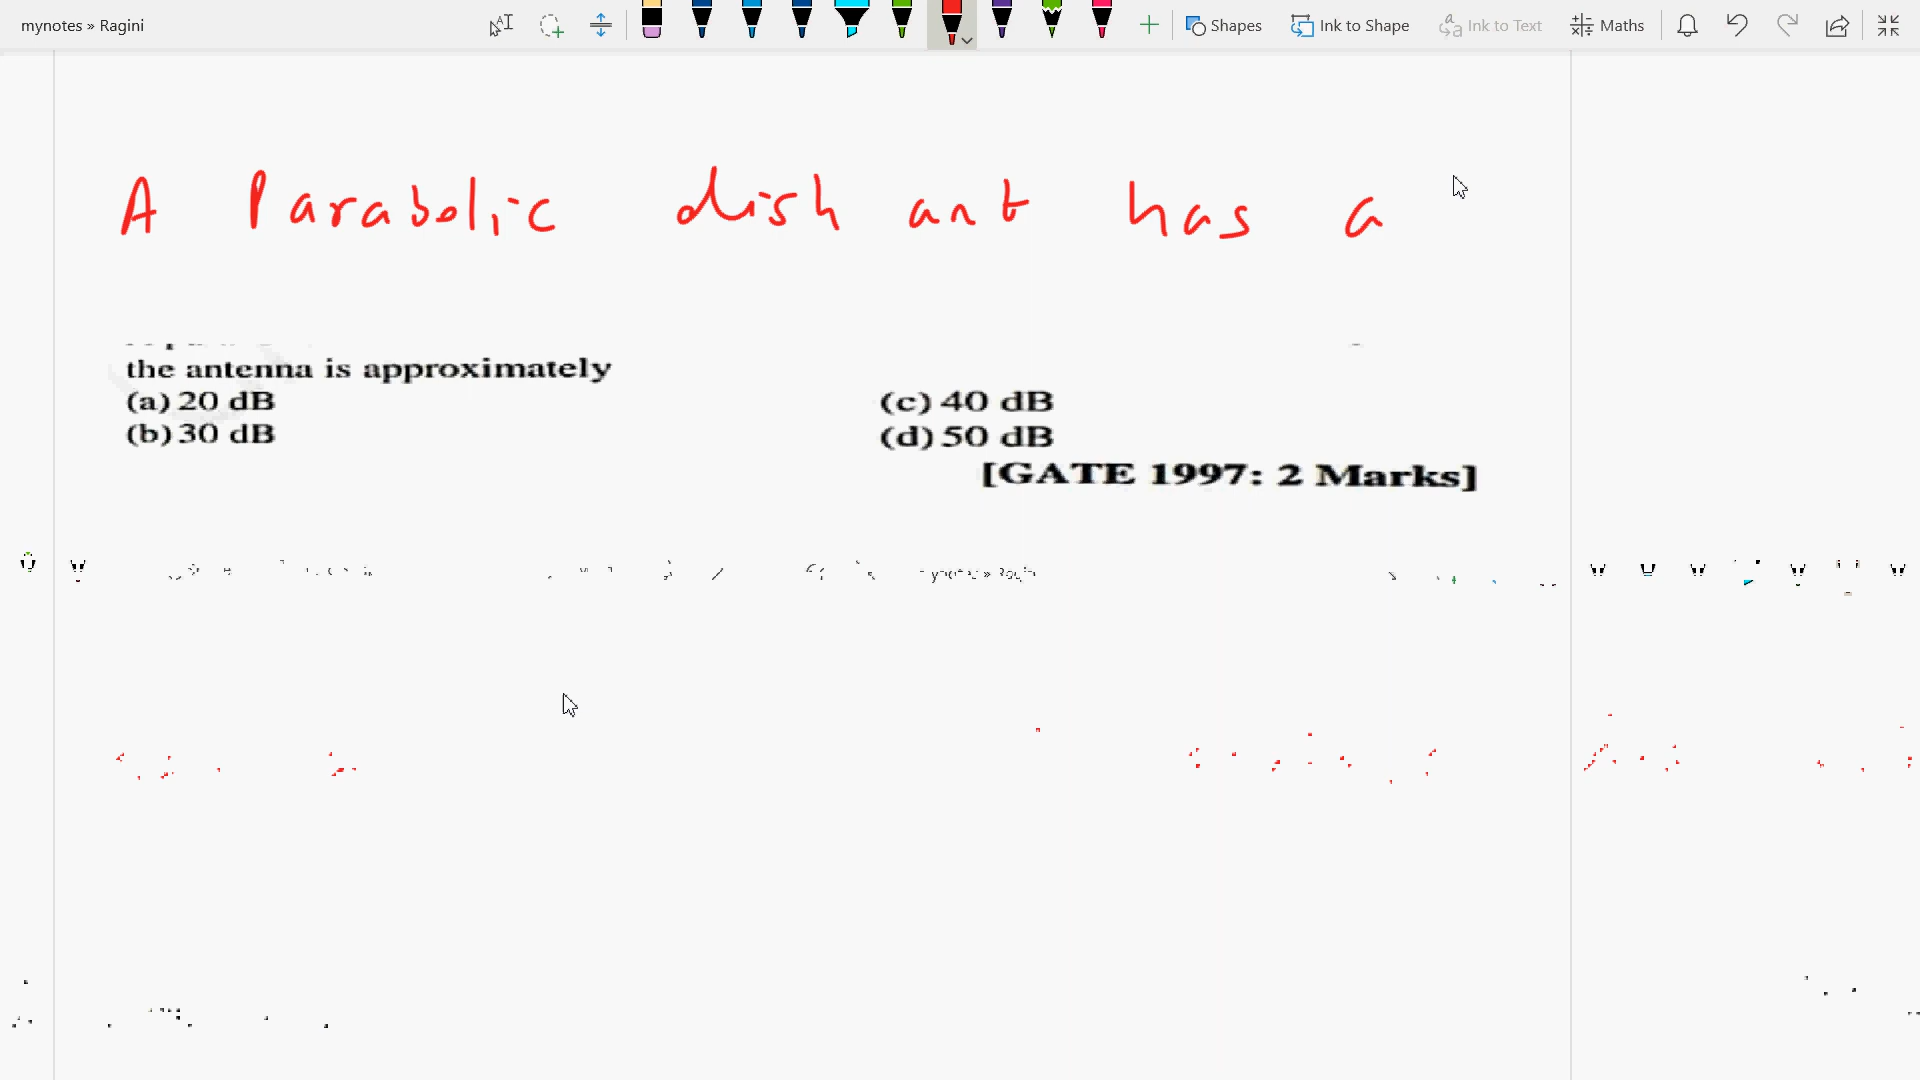 mynotes » Ragini
Shapes
Ink to Shape
Ink to Text
Maths
A Parabolic dish ant has a
the antenna is approximately
(a) 20 dB
(c) 40 dB
(b) 30 dB
(d) 50 dB
[GATE 1997: 2 Marks]